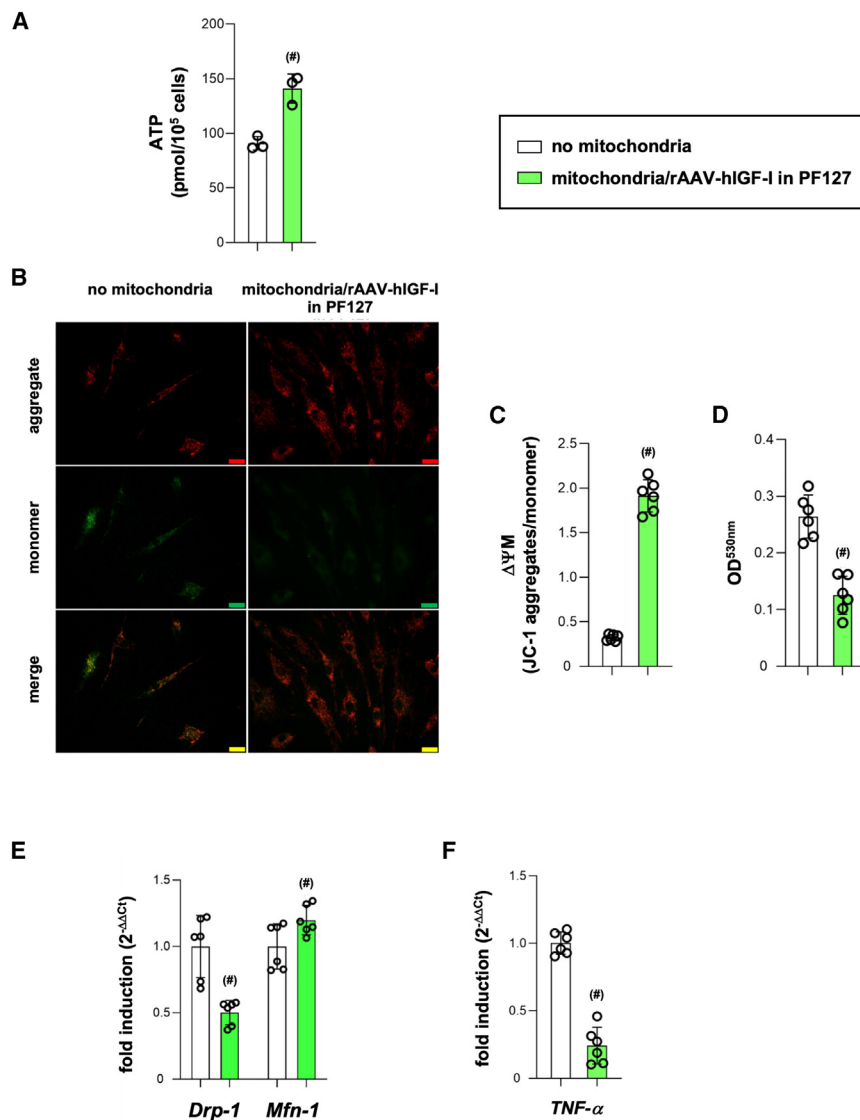 A
200
150
100
50
0
ATP
(pmol/10⁵ cells)
(#)
no mitochondria
mitochondria/rAAV-hIGF-I in PF127
B
no mitochondria
mitochondria/rAAV-hIGF-I
in PF127
aggregate
monomer
merge
C
2.5
2.0
1.5
1.0
0.5
0
ΔΨM
(JC-1 aggregates/monomer)
(#)
D
0.4
0.3
0.2
0.1
0
OD⁵³⁰ⁿᵐ
(#)
E
1.5
1.0
0.5
0
fold induction (2⁻ΔΔCt)
(#)
(#)
Drp-1 Mfn-1
F
1.5
1.0
0.5
0
fold induction (2⁻ΔΔCt)
(#)
TNF-α